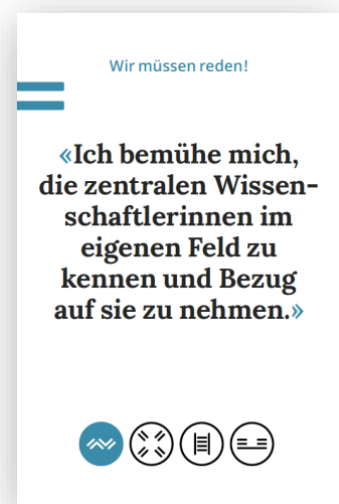 Wir müssen reden!
«Ich bemühe mich,
die zentralen Wissen-
schaftlerinnen im
eigenen Feld zu
kennen und Bezug
auf sie zu nehmen.»